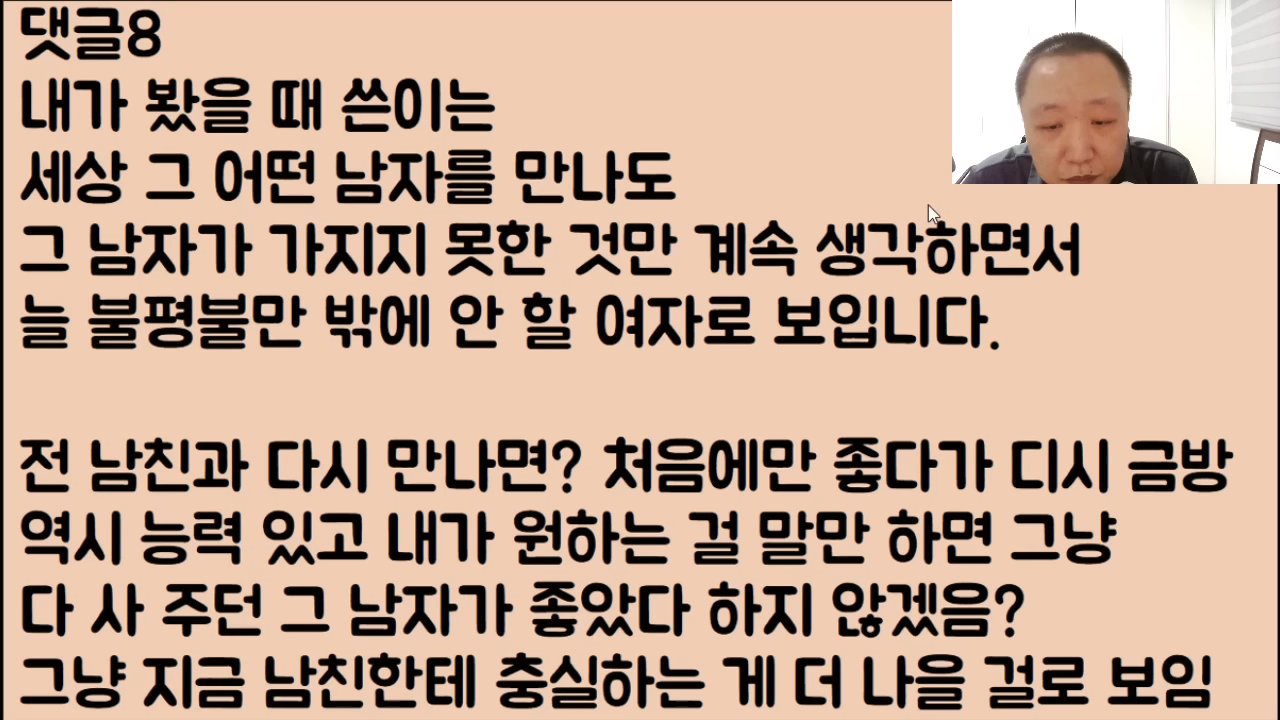 댓글8
내가 봤을 때 쓴이는
세상 그 어떤 남자를 만나도
그 남자가 가지지 못한 것만 계속 생각하면서
늘 불평불만 밖에 안 할 여자로 보입니다.
전 남친과 다시 만나면? 처음에만 좋다가 디시 금방
역시 능력 있고 내가 원하는 걸 말만 하면 그냥
다 사 주던 그 남자가 좋았다 하지 않겠음?
그냥 지금 남친한테 충실하는 게 더 나을 걸로 보임